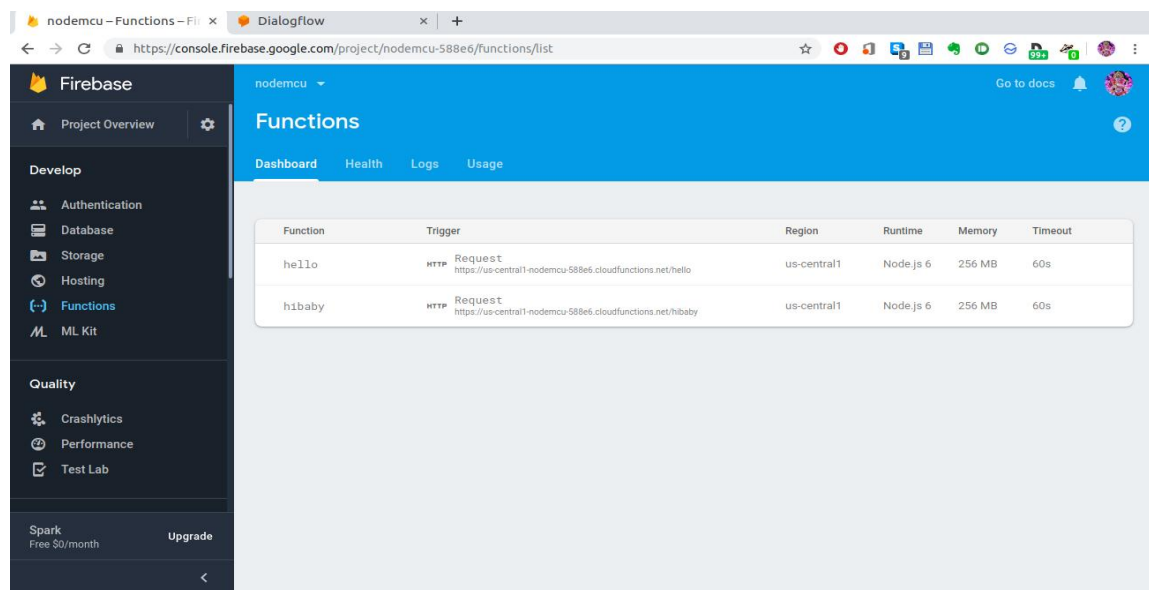 nodemcu – Functions – Fi
Dialogflow
https://console.firebase.google.com/project/nodemcu-588e6/functions/list
9
99+
0
Firebase
nodemcu
Go to docs
Project Overview
Functions
Develop
Dashboard Health Logs Usage
Authentication
Database
Storage
Hosting
Functions
ML Kit
Function Trigger Region Runtime Memory Timeout
hello HTTP Request us-central1 Node.js 6 256 MB 60s
https://us-central1-nodemcu-588e6.cloudfunctions.net/hello
hibaby HTTP Request us-central1 Node.js 6 256 MB 60s
https://us-central1-nodemcu-588e6.cloudfunctions.net/hibaby
Quality
Crashlytics
Performance
Test Lab
Spark
Free $0/month
Upgrade